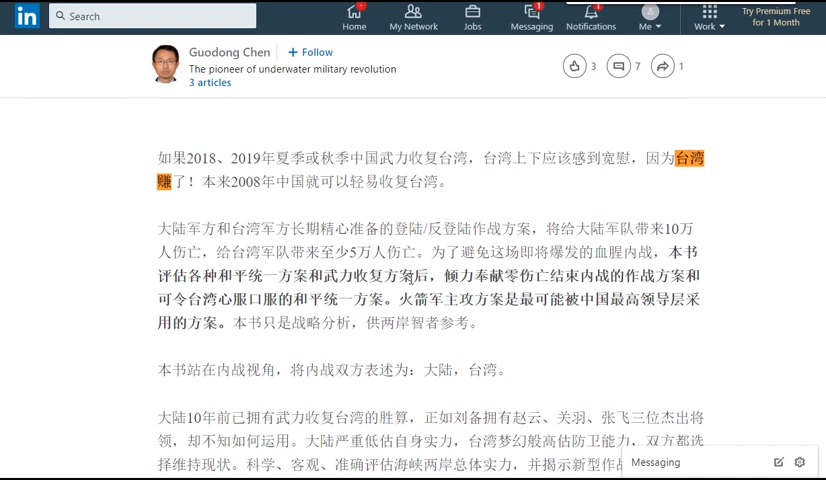 in
Search
Home
My Network
Jobs
1
Messaging
1
Notifications
Me
Work
Try Premium Free
for 1 Month
Guodong Chen
+ Follow
The pioneer of underwater military revolution
3 articles
3
7
1
如果2018、2019年夏季或秋季中国武力收复台湾，台湾上下应该感到宽慰，因为台湾
赚了！本来2008年中国就可以轻易收复台湾。
大陆军方和台湾军方长期精心准备的登陆/反登陆作战方案，将给大陆军队带来10万
人伤亡，给台湾军队带来至少5万人伤亡。为了避免这场即将爆发的血腥内战，本书
评估各种和平统一方案和武力收复方案后，倾力奉献零伤亡结束内战的作战方案和
可令台湾心服口服的和平统一方案。火箭军主攻方案是最可能被中国最高领导层采
用的方案。本书只是战略分析，供两岸智者参考。
本书站在内战视角，将内战双方表述为：大陆，台湾。
大陆10年前已拥有武力收复台湾的胜算，正如刘备拥有赵云、关羽、张飞三位杰出将
领，却不知如何运用。大陆严重低估自身实力，台湾梦幻般高估防卫能力，双方都选
择维持现状。科学、客观、准确评估海峡两岸总体实力，并揭示新型作战
Messaging